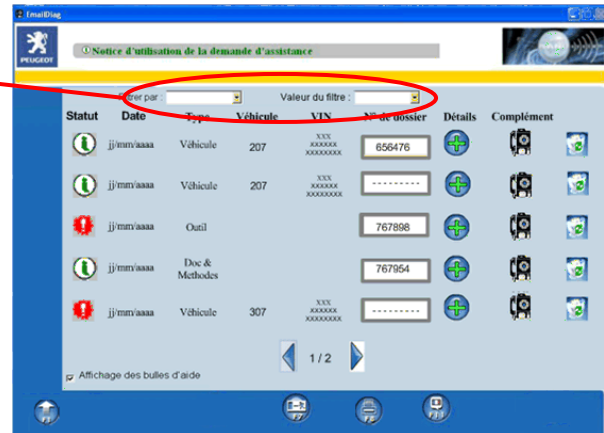 EmailDiag
PEUGEOT
Notice d'utilisation de la demande d'assistance
Filtrer par : Valeur du filtre :
Statut Date Type Véhicule VIN N° de dossier Détails Complément
jj/mm/aaaa Véhicule 207 xxx xxxxxx xxxxxxxx 656476
jj/mm/aaaa Véhicule 207 xxx xxxxxx xxxxxxxx ---------
jj/mm/aaaa Outil 767898
jj/mm/aaaa Doc & Methodes 767954
jj/mm/aaaa Véhicule 307 xxx xxxxxx xxxxxxxx ---------
1 / 2
Affichage des bulles d'aide